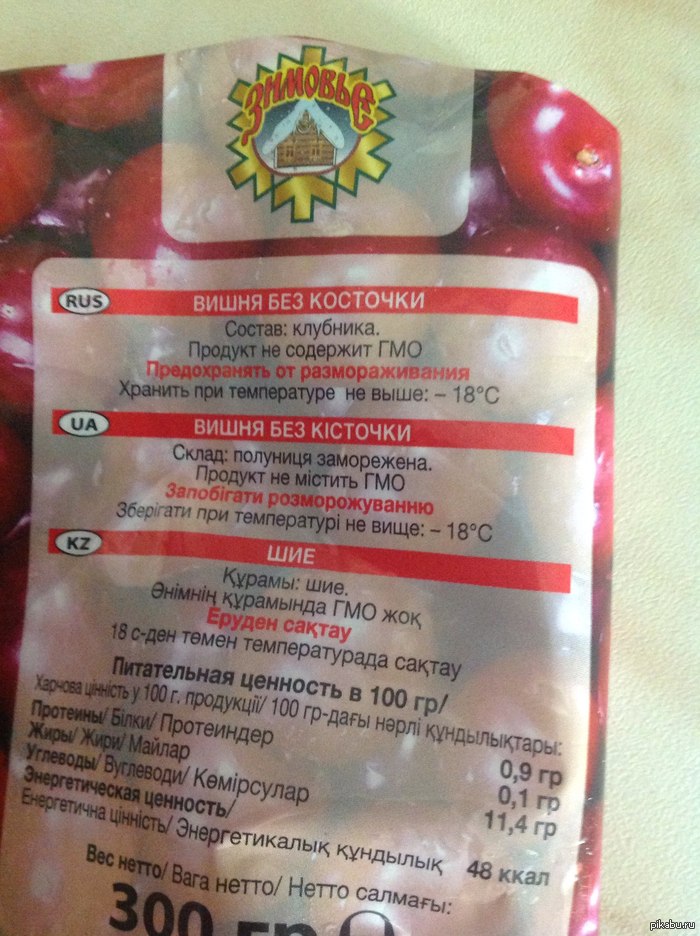 ЗИМОВЬЕ
RUS
ВИШНЯ БЕЗ КОСТОЧКИ
Состав: клубника.
Продукт не содержит ГМО
Предохранять от размораживания
Хранить при температуре не выше: – 18°С
UA
ВИШНЯ БЕЗ КІСТОЧКИ
Склад: полуниця заморежена.
Продукт не містить ГМО
Запобігати розморожуванню
Зберігати при температурі не вище: – 18°С
KZ
ШИЕ
Құрамы: шие.
Өнімнің құрамында ГМО жоқ
Еруден сақтау
18 с-ден төмен температурада сақтау
Питательная ценность в 100 гр/
Харчова цінність у 100 г. продукції/ 100 гр-дағы нәрлі құндылықтары:
Протеины/ Білки/ Протеиндер 0,9 гр
Жиры/ Жири/ Майлар 0,1 гр
Углеводы/ Вуглеводи/ Көмірсулар 11,4 гр
Энергетическая ценность/
Енергетична цінність/ Энергетикалық құндылық 48 ккал
Вес нетто/ Вага нетто/ Нетто салмағы:
300 гр
pikabu.ru